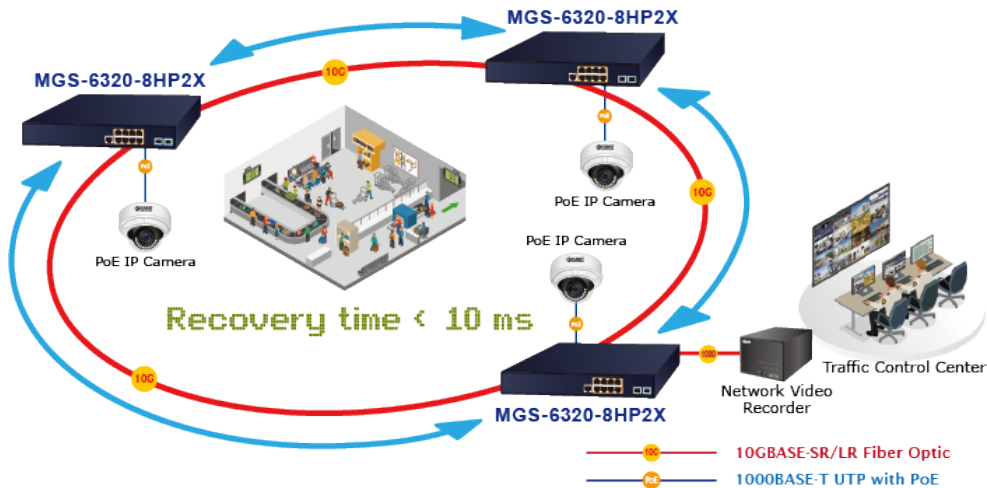 MGS-6320-8HP2X
MGS-6320-8HP2X
10G
PoE
PoE
PoE IP Camera
10G
PoE IP Camera
PoE IP Camera
Recovery time < 10 ms
PoE
10G
1000
Traffic Control Center
Network Video
Recorder
MGS-6320-8HP2X
10G
10GBASE-SR/LR Fiber Optic
PoE
1000BASE-T UTP with PoE